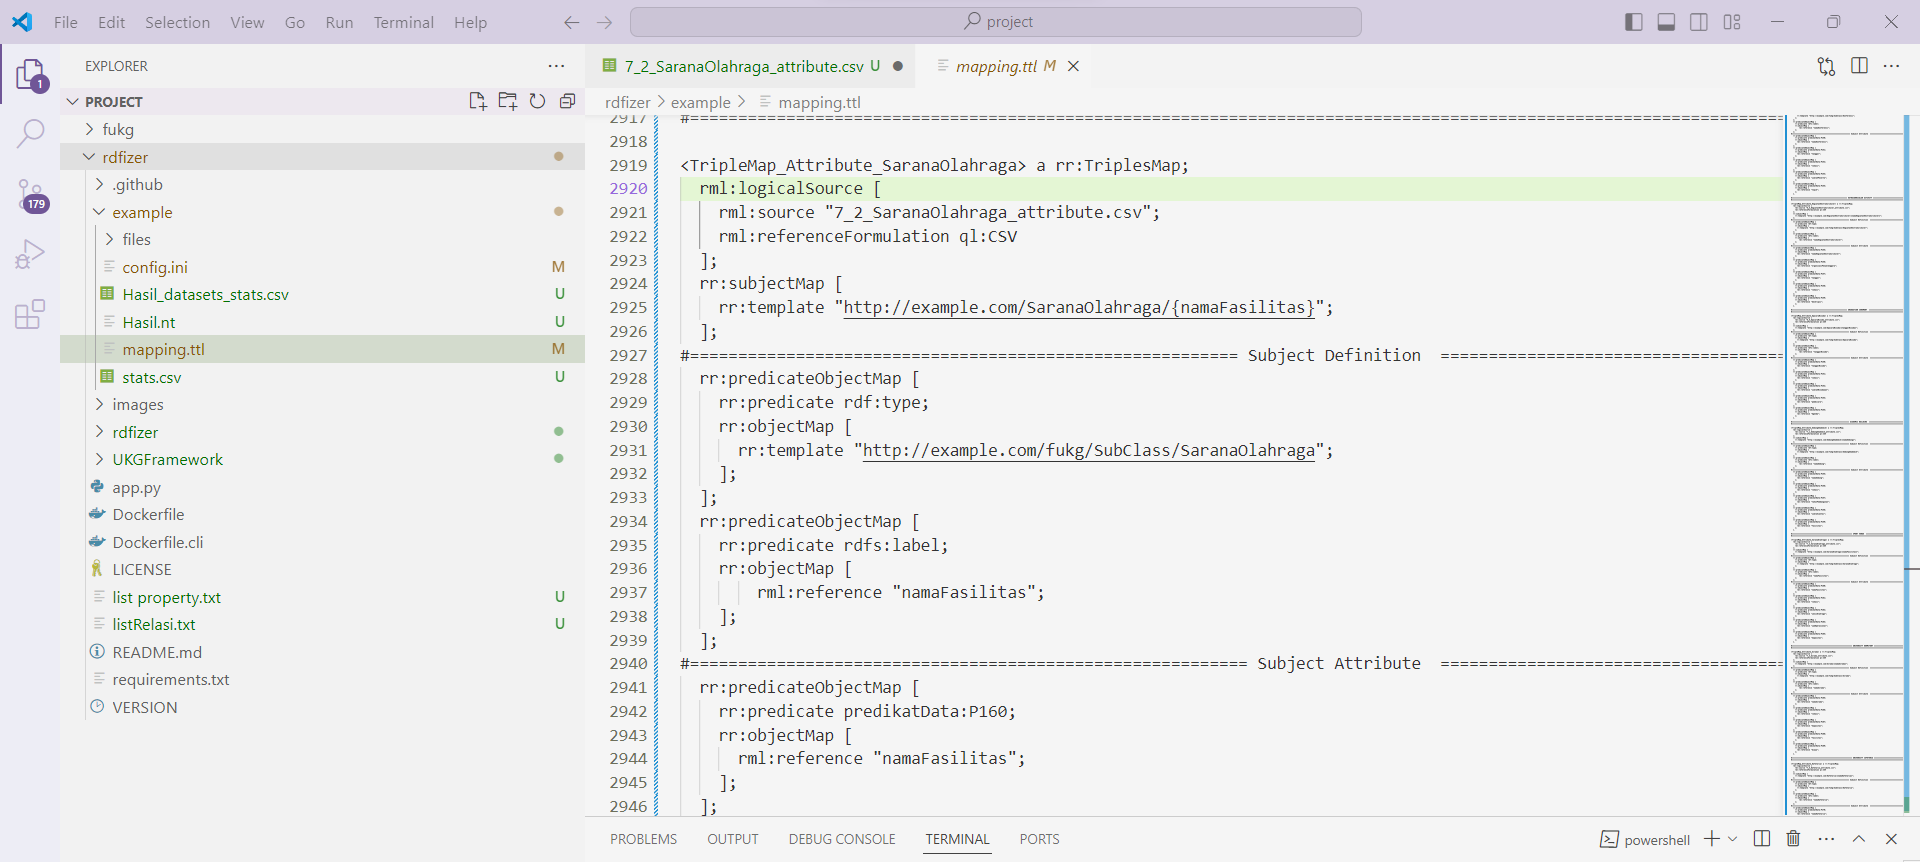 File Edit Selection View Go Run Terminal Help
project
EXPLORER
PROJECT
fukg
rdfizer
.github
example
files
config.ini M
Hasil_datasets_stats.csv U
Hasil.nt U
mapping.ttl M
stats.csv U
images
rdfizer
UKGFramework
app.py
Dockerfile
Dockerfile.cli
LICENSE
list property.txt U
listRelasi.txt U
README.md
requirements.txt
VERSION
1
179
7_2_SaranaOlahraga_attribute.csv U
mapping.ttl M
rdfizer > example > mapping.ttl
2917 #==================================================
2918
2919 <TripleMap_Attribute_SaranaOlahraga> a rr:TriplesMap;
2920 rml:logicalSource [
2921 rml:source "7_2_SaranaOlahraga_attribute.csv";
2922 rml:referenceFormulation ql:CSV
2923 ];
2924 rr:subjectMap [
2925 rr:template "http://example.com/SaranaOlahraga/{namaFasilitas}";
2926 ];
2927 #========================================================= Subject Definition ====================================
2928 rr:predicateObjectMap [
2929 rr:predicate rdf:type;
2930 rr:objectMap [
2931 rr:template "http://example.com/fukg/SubClass/SaranaOlahraga";
2932 ];
2933 ];
2934 rr:predicateObjectMap [
2935 rr:predicate rdfs:label;
2936 rr:objectMap [
2937 rml:reference "namaFasilitas";
2938 ];
2939 ];
2940 #========================================================== Subject Attribute ====================================
2941 rr:predicateObjectMap [
2942 rr:predicate predikatData:P160;
2943 rr:objectMap [
2944 rml:reference "namaFasilitas";
2945 ];
2946 ];
PROBLEMS OUTPUT DEBUG CONSOLE TERMINAL PORTS
powershell